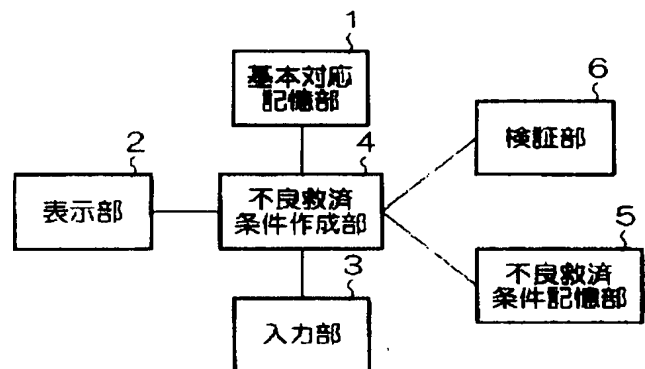 1
基本対応
記憶部
6
検証部
2
表示部
4
不良救済
条件作成部
5
不良救済
条件記憶部
3
入力部